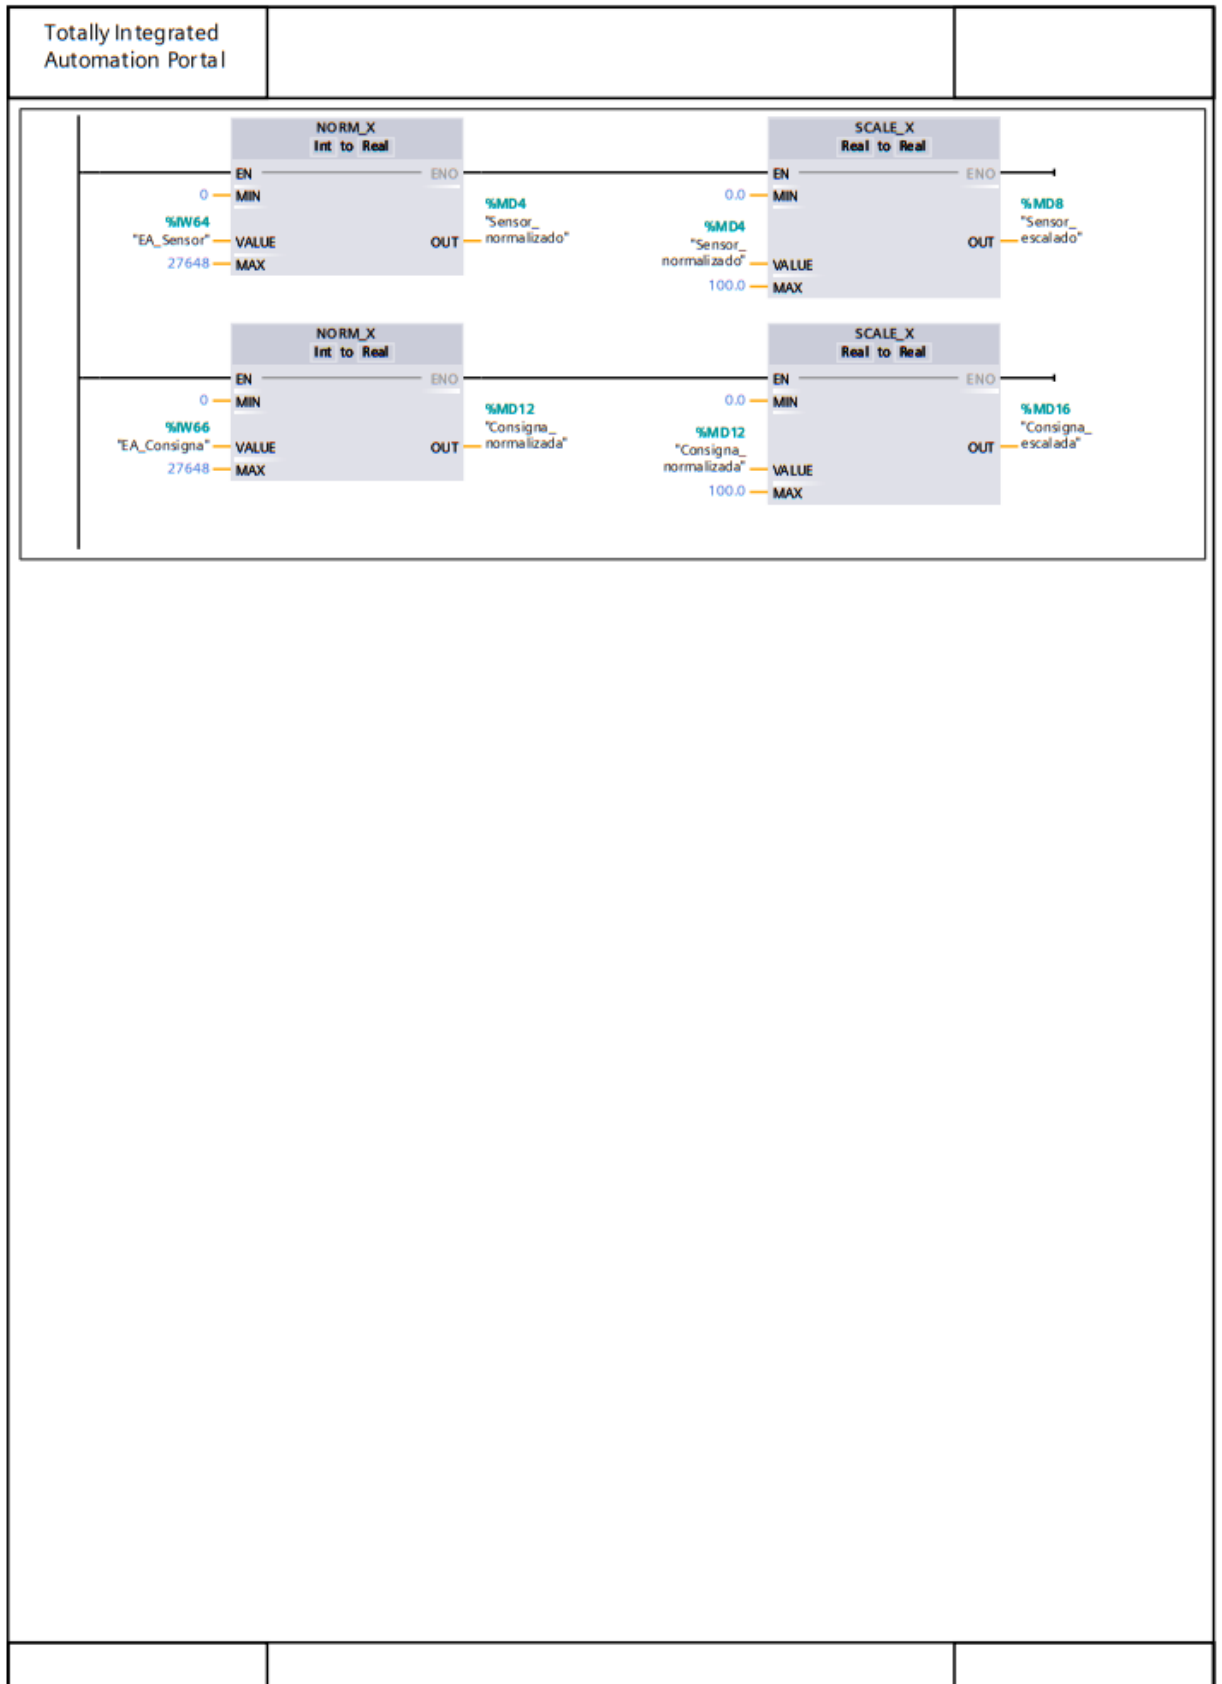 Totally Integrated
Automation Portal
NORM_X
Int to Real
EN
ENO
0
MIN
%IW64
"EA_Sensor"
VALUE
27648
MAX
%MD4
"Sensor_
normalizado"
OUT
SCALE_X
Real to Real
EN
ENO
0.0
MIN
%MD4
"Sensor_
normalizado"
VALUE
100.0
MAX
%MD8
"Sensor_
escalado"
OUT
NORM_X
Int to Real
EN
ENO
0
MIN
%IW66
"EA_Consigna"
VALUE
27648
MAX
%MD12
"Consigna_
normalizada"
OUT
SCALE_X
Real to Real
EN
ENO
0.0
MIN
%MD12
"Consigna_
normalizada"
VALUE
100.0
MAX
%MD16
"Consigna_
escalada"
OUT